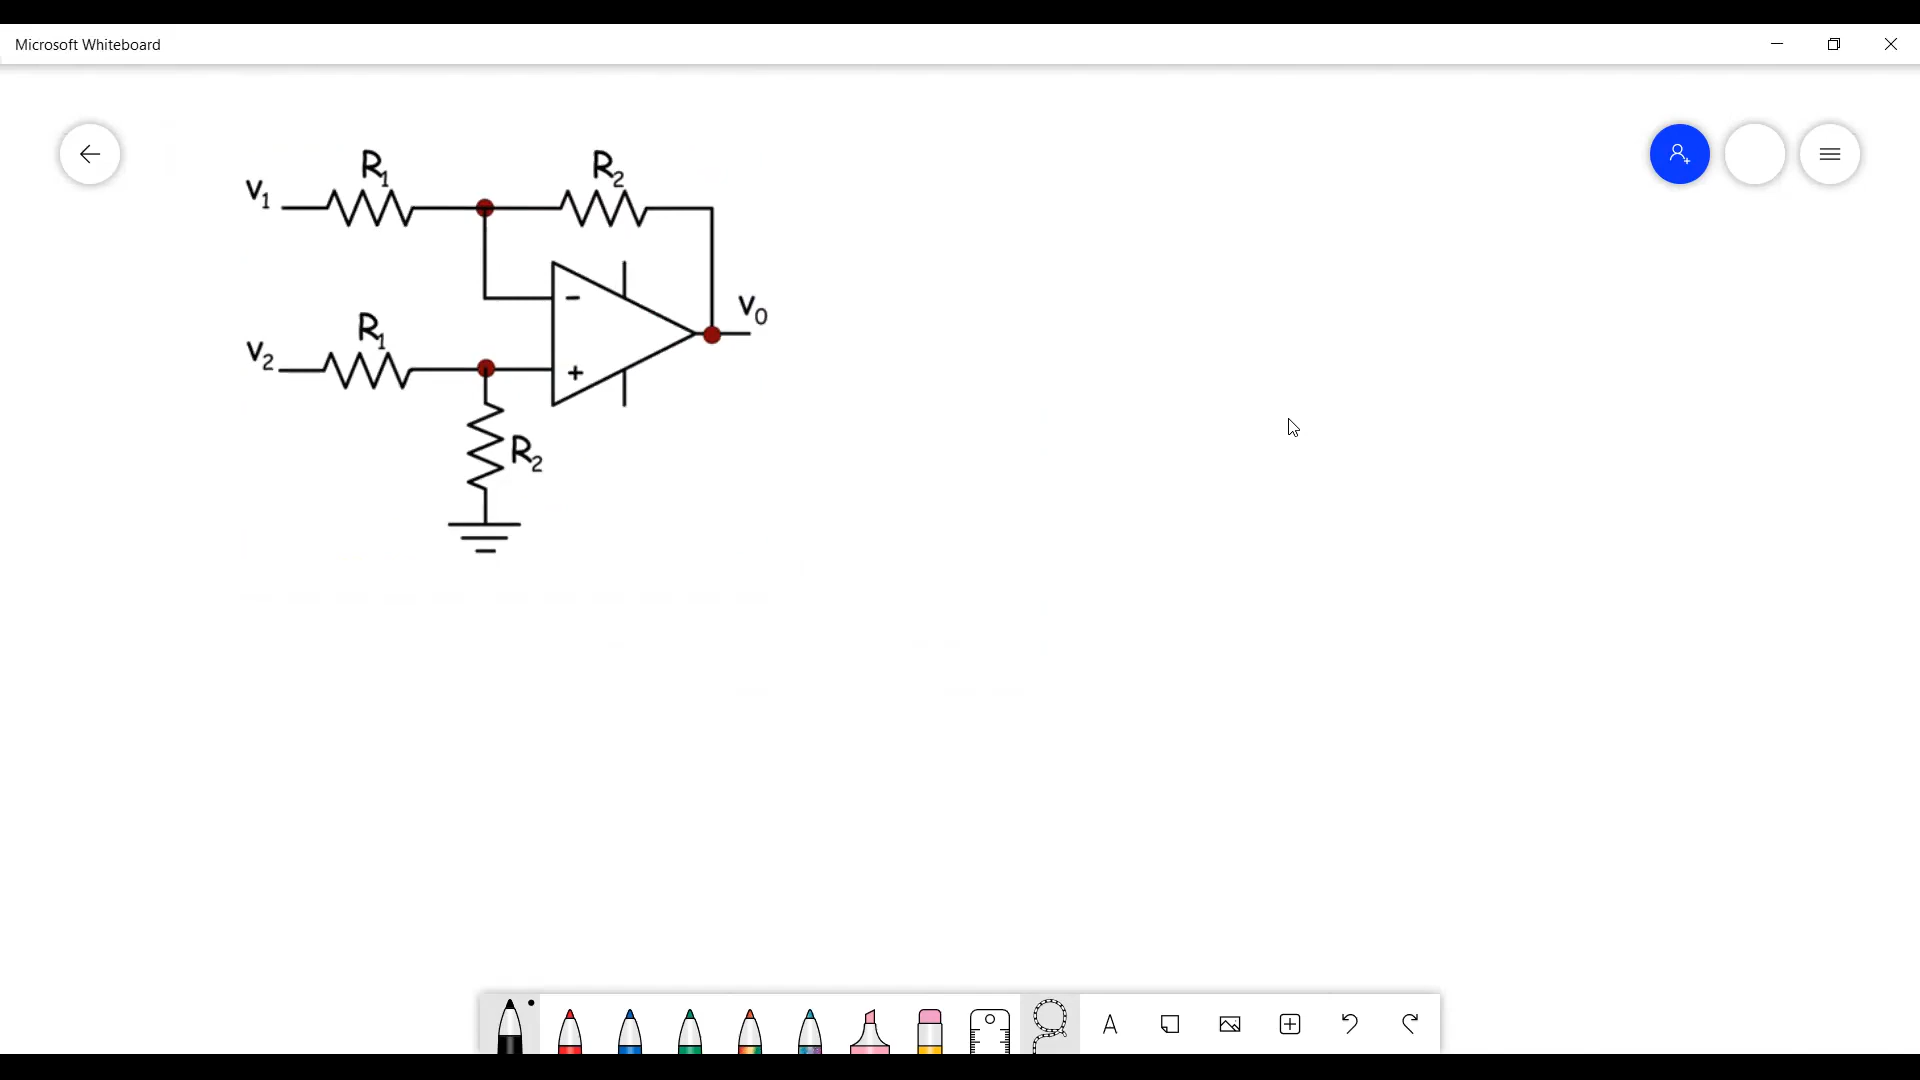 Microsoft Whiteboard
R₁
R₂
V₁
-
V₀
R₁
V₂
+
R₂